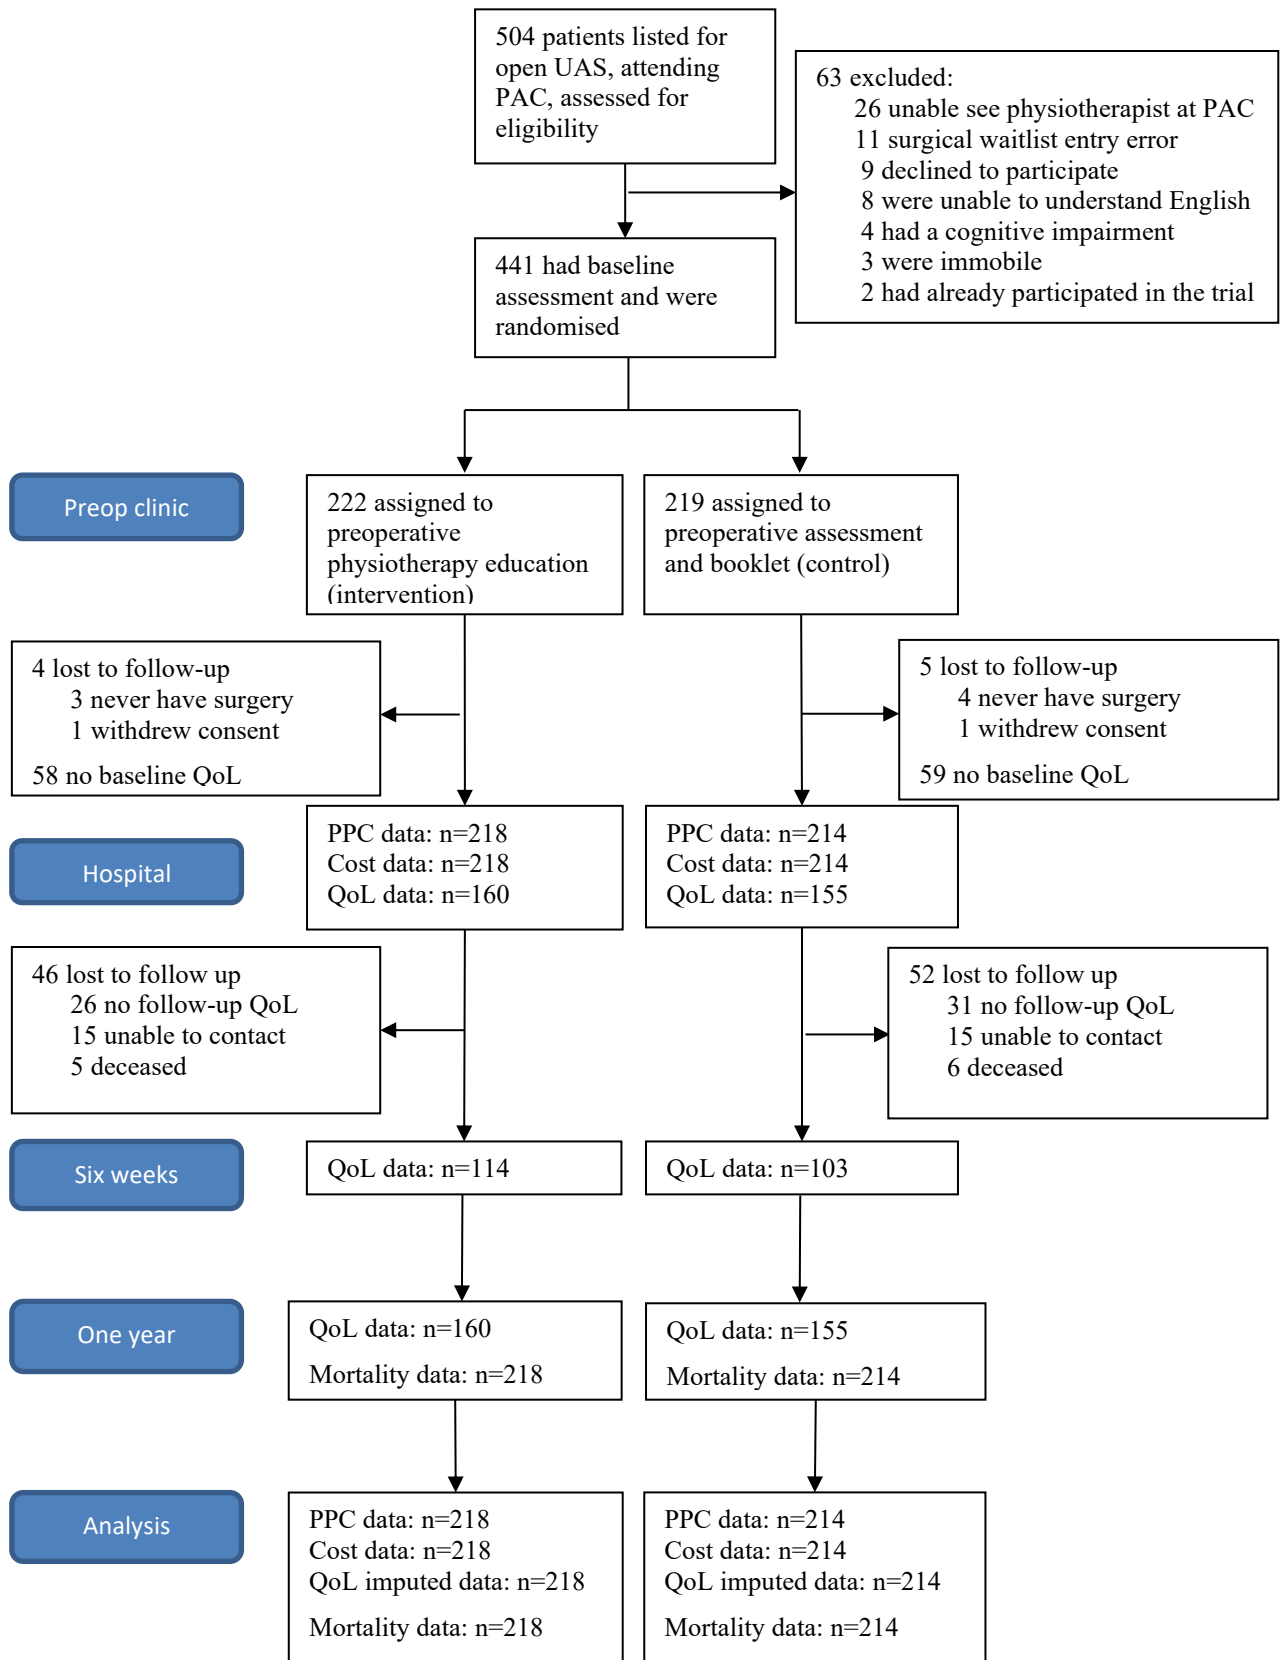 504 patients listed for
open UAS, attending
PAC, assessed for
eligibility
63 excluded:
26 unable see physiotherapist at PAC
11 surgical waitlist entry error
9 declined to participate
8 were unable to understand English
4 had a cognitive impairment
3 were immobile
2 had already participated in the trial
441 had baseline
assessment and were
randomised
Preop clinic
222 assigned to
preoperative
physiotherapy education
(intervention)
219 assigned to
preoperative assessment
and booklet (control)
4 lost to follow-up
3 never have surgery
1 withdrew consent
58 no baseline QoL
5 lost to follow-up
4 never have surgery
1 withdrew consent
59 no baseline QoL
Hospital
PPC data: n=218
Cost data: n=218
QoL data: n=160
PPC data: n=214
Cost data: n=214
QoL data: n=155
46 lost to follow up
26 no follow-up QoL
15 unable to contact
5 deceased
52 lost to follow up
31 no follow-up QoL
15 unable to contact
6 deceased
Six weeks
QoL data: n=114
QoL data: n=103
One year
QoL data: n=160
Mortality data: n=218
QoL data: n=155
Mortality data: n=214
Analysis
PPC data: n=218
Cost data: n=218
QoL imputed data: n=218
Mortality data: n=218
PPC data: n=214
Cost data: n=214
QoL imputed data: n=214
Mortality data: n=214